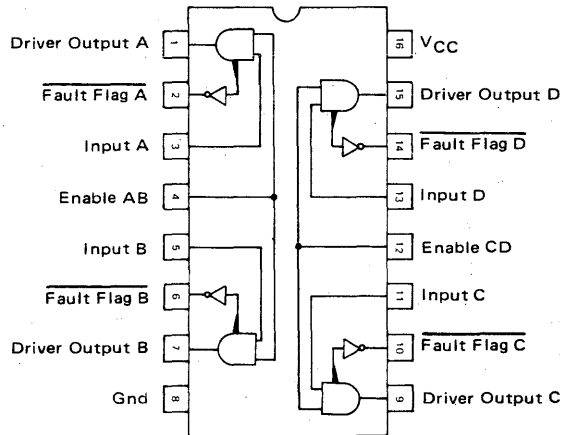 Driver Output A 1
Fault Flag A 2
Input A 3
Enable AB 4
Input B 5
Fault Flag B 6
Driver Output B 7
Gnd 8
16 VCC
15 Driver Output D
14 Fault Flag D
13 Input D
12 Enable CD
11 Input C
10 Fault Flag C
9 Driver Output C